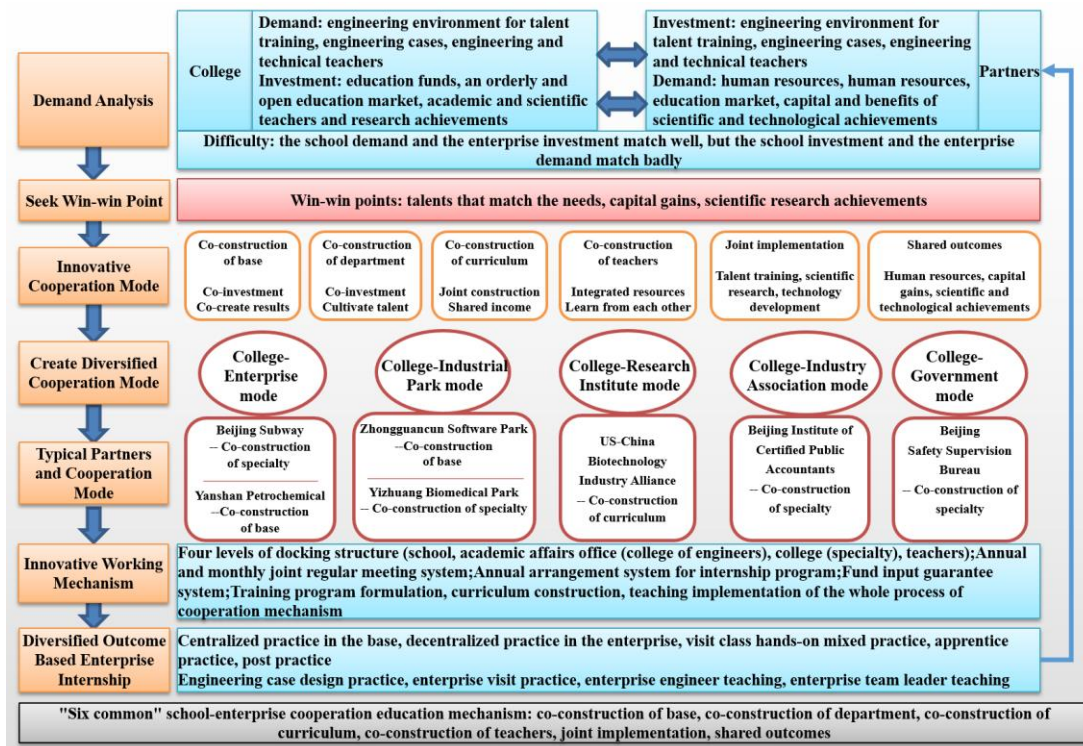 Demand Analysis
College
Demand: engineering environment for talent
training, engineering cases, engineering and
technical teachers
Investment: education funds, an orderly and
open education market, academic and scientific
teachers and research achievements
Investment: engineering environment for
talent training, engineering cases, engineering
and technical teachers
Demand: human resources, human resources,
education market, capital and benefits of
scientific and technological achievements
Partners
Difficulty: the school demand and the enterprise investment match well, but the school investment and the enterprise
demand match badly
Seek Win-win Point
Win-win points: talents that match the needs, capital gains, scientific research achievements
Innovative
Cooperation Mode
Co-construction
of base
Co-investment
Co-create results
Co-construction
of department
Co-investment
Cultivate talent
Co-construction
of curriculum
Joint construction
Shared income
Co-construction
of teachers
Integrated resources
Learn from each other
Joint implementation
Talent training, scientific
research, technology
development
Shared outcomes
Human resources, capital
gains, scientific and
technological achievements
Create Diversified
Cooperation Mode
College-
Enterprise
mode
College-Industrial
Park mode
College-Research
Institute mode
College-Industry
Association mode
College-
Government mode
Typical Partners
and Cooperation
Mode
Beijing Subway
-- Co-construction
of specialty
Yanshan Petrochemical
--Co-construction
of base
Zhongguancun Software Park
--Co-construction
of base
Yizhuang Biomedical Park
-- Co-construction of specialty
US-China
Biotechnology
Industry Alliance
-- Co-construction
of curriculum
Beijing Institute of
Certified Public
Accountants
-- Co-construction
of specialty
Beijing
Safety Supervision
Bureau
-- Co-construction of
specialty
Innovative Working
Mechanism
Four levels of docking structure (school, academic affairs office (college of engineers), college (specialty), teachers);Annual
and monthly joint regular meeting system;Annual arrangement system for internship program;Fund input guarantee
system;Training program formulation, curriculum construction, teaching implementation of the whole process of
cooperation mechanism
Diversified Outcome
Based Enterprise
Internship
Centralized practice in the base, decentralized practice in the enterprise, visit class hands-on mixed practice, apprentice
practice, post practice
Engineering case design practice, enterprise visit practice, enterprise engineer teaching, enterprise team leader teaching
"Six common" school-enterprise cooperation education mechanism: co-construction of base, co-construction of department, co-construction of
curriculum, co-construction of teachers, joint implementation, shared outcomes